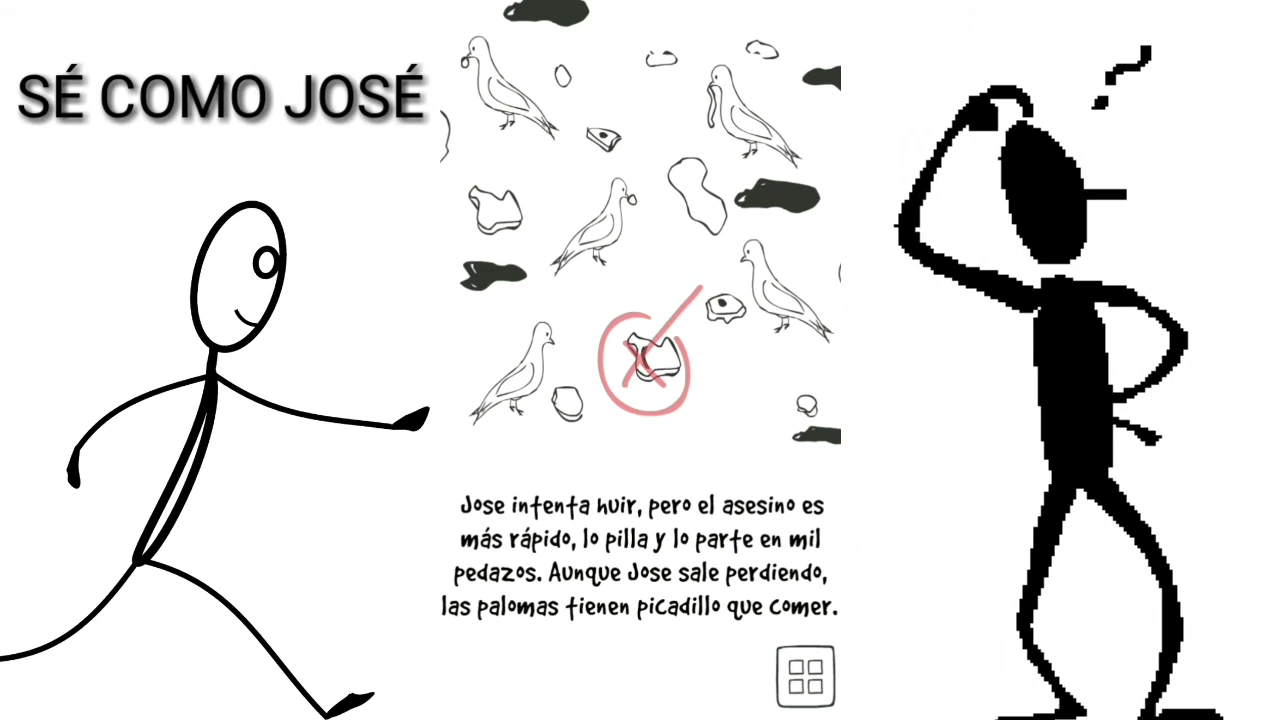 SÉ COMO JOSÉ
?
Jose intenta huir, pero el asesino es
más rápido, lo pilla y lo parte en mil
pedazos. Aunque Jose sale perdiendo,
las palomas tienen picadillo que comer.